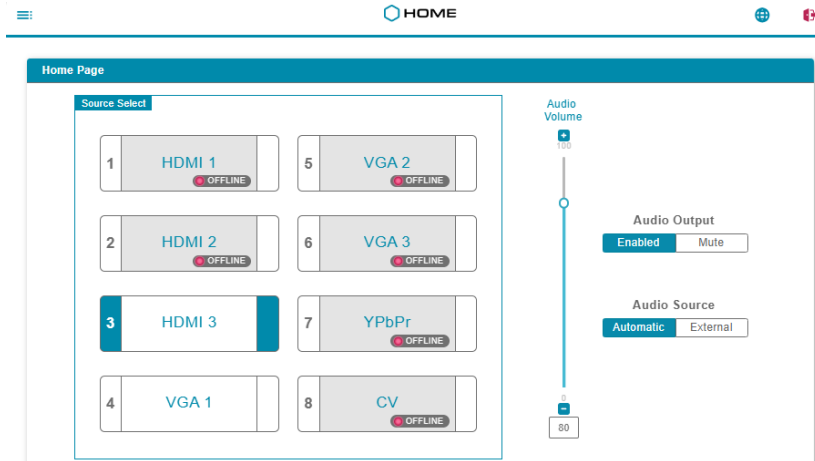 HOME
Home Page
Source Select
1 HDMI 1 OFFLINE
2 HDMI 2 OFFLINE
3 HDMI 3
4 VGA 1
5 VGA 2 OFFLINE
6 VGA 3 OFFLINE
7 YPbPr OFFLINE
8 CV OFFLINE
Audio
Volume
100
0
80
Audio Output
Enabled Mute
Audio Source
Automatic External